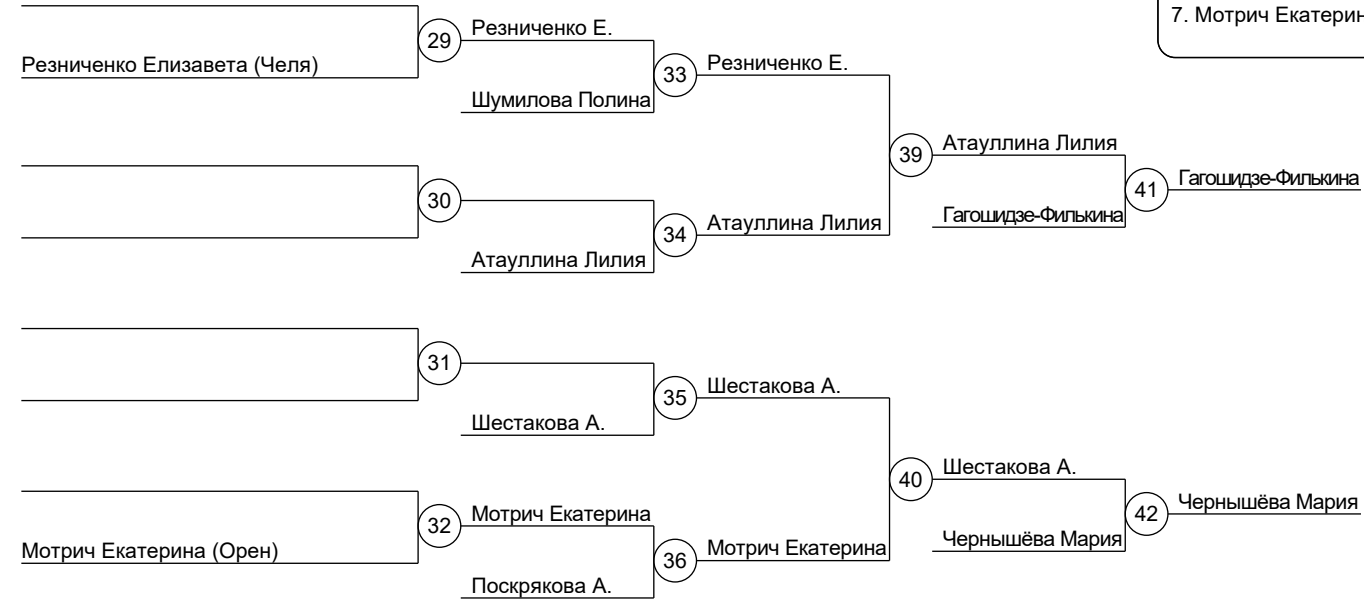 7. Мотрич Екатерин
29
Резниченко Е.
Резниченко Елизавета (Челя)
33
Резниченко Е.
Шумилова Полина
39
Атауллина Лилия
30
41
Гагошидзе-Филькина
34
Атауллина Лилия
Гагошидзе-Филькина
Атауллина Лилия
31
35
Шестакова А.
Шестакова А.
40
Шестакова А.
32
Мотрич Екатерина
42
Чернышёва Мария
Мотрич Екатерина (Орен)
36
Мотрич Екатерина
Чернышёва Мария
Поскрякова А.